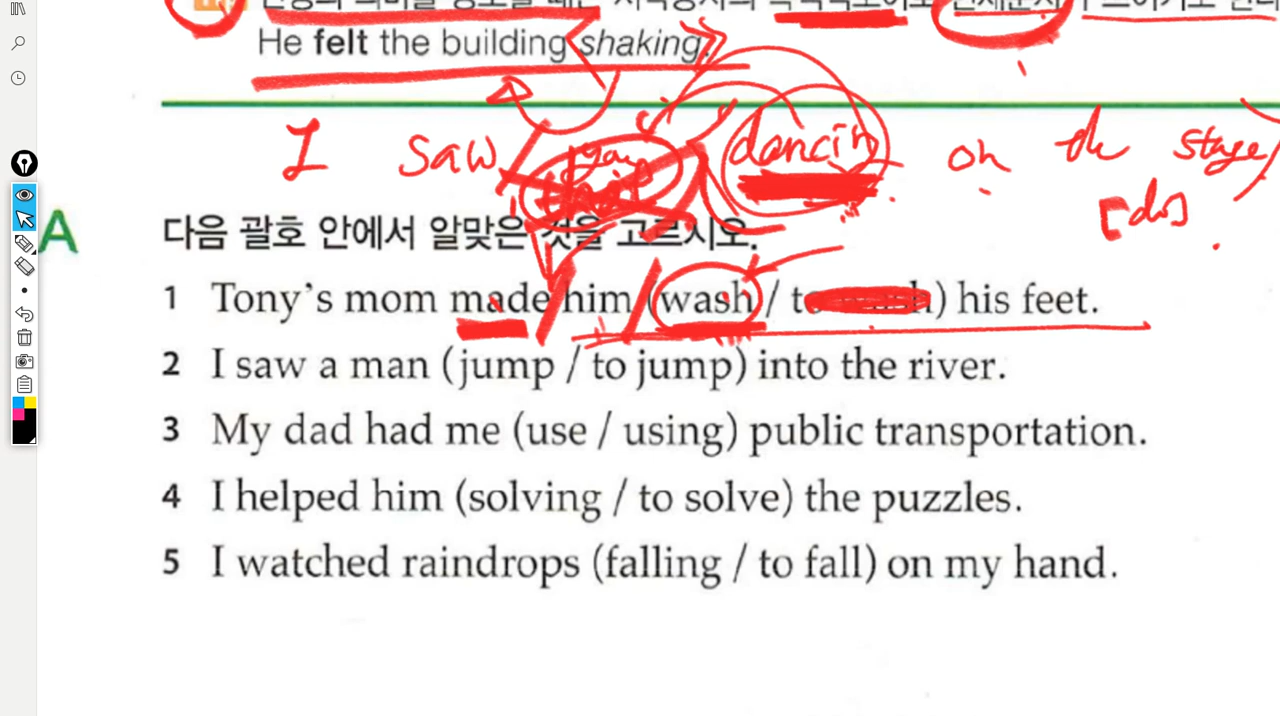 He felt the building shaking.
I saw you dancin on the stage
A
다음 괄호 안에서 알맞은 것을 고르시오.
1 Tony's mom made him (wash / to wash) his feet.
2 I saw a man (jump / to jump) into the river.
3 My dad had me (use / using) public transportation.
4 I helped him (solving / to solve) the puzzles.
5 I watched raindrops (falling / to fall) on my hand.